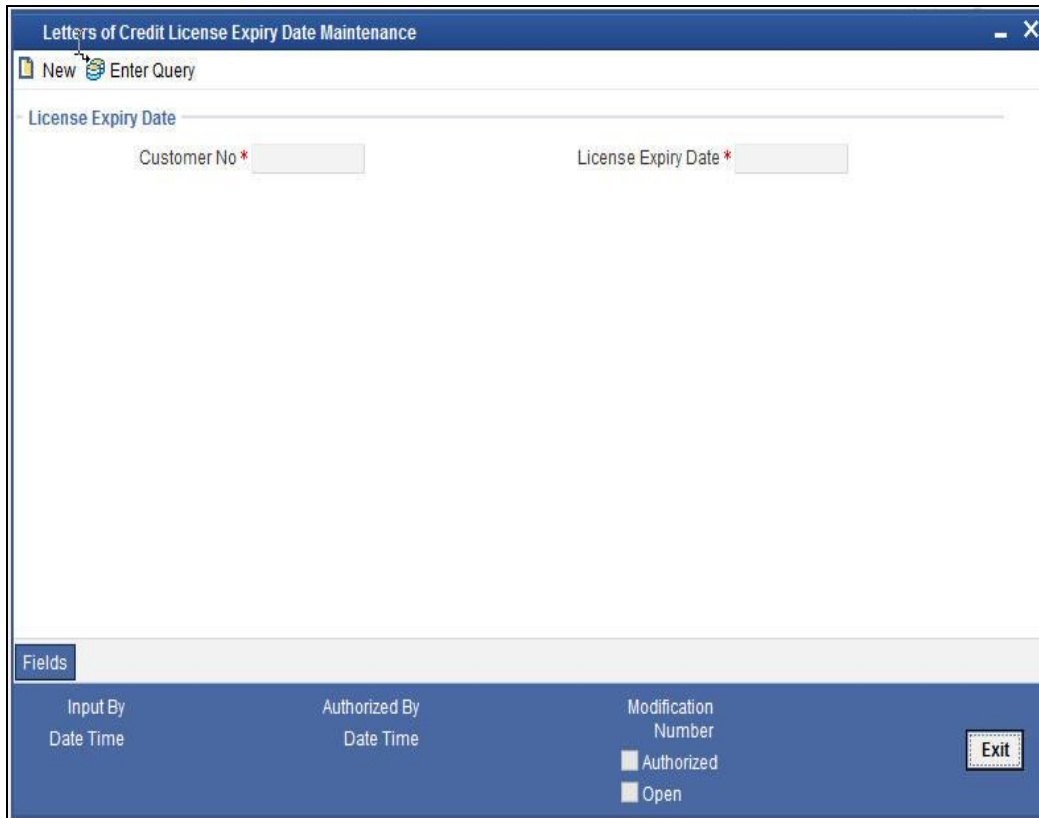 Letters of Credit License Expiry Date Maintenance
New Enter Query
License Expiry Date
Customer No * License Expiry Date *
Fields
Input By Authorized By Modification Number
Date Time Date Time
Authorized
Open
Exit